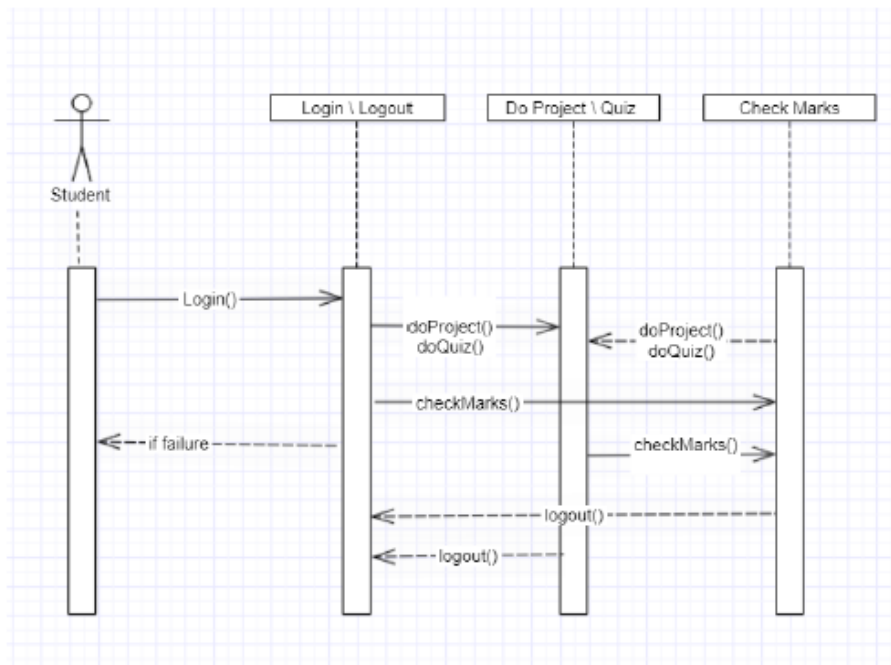 Login \ Logout
Do Project \ Quiz
Check Marks
Student
Login()
doProject()
doQuiz()
doProject()
doQuiz()
checkMarks()
if failure
checkMarks()
logout()
logout()